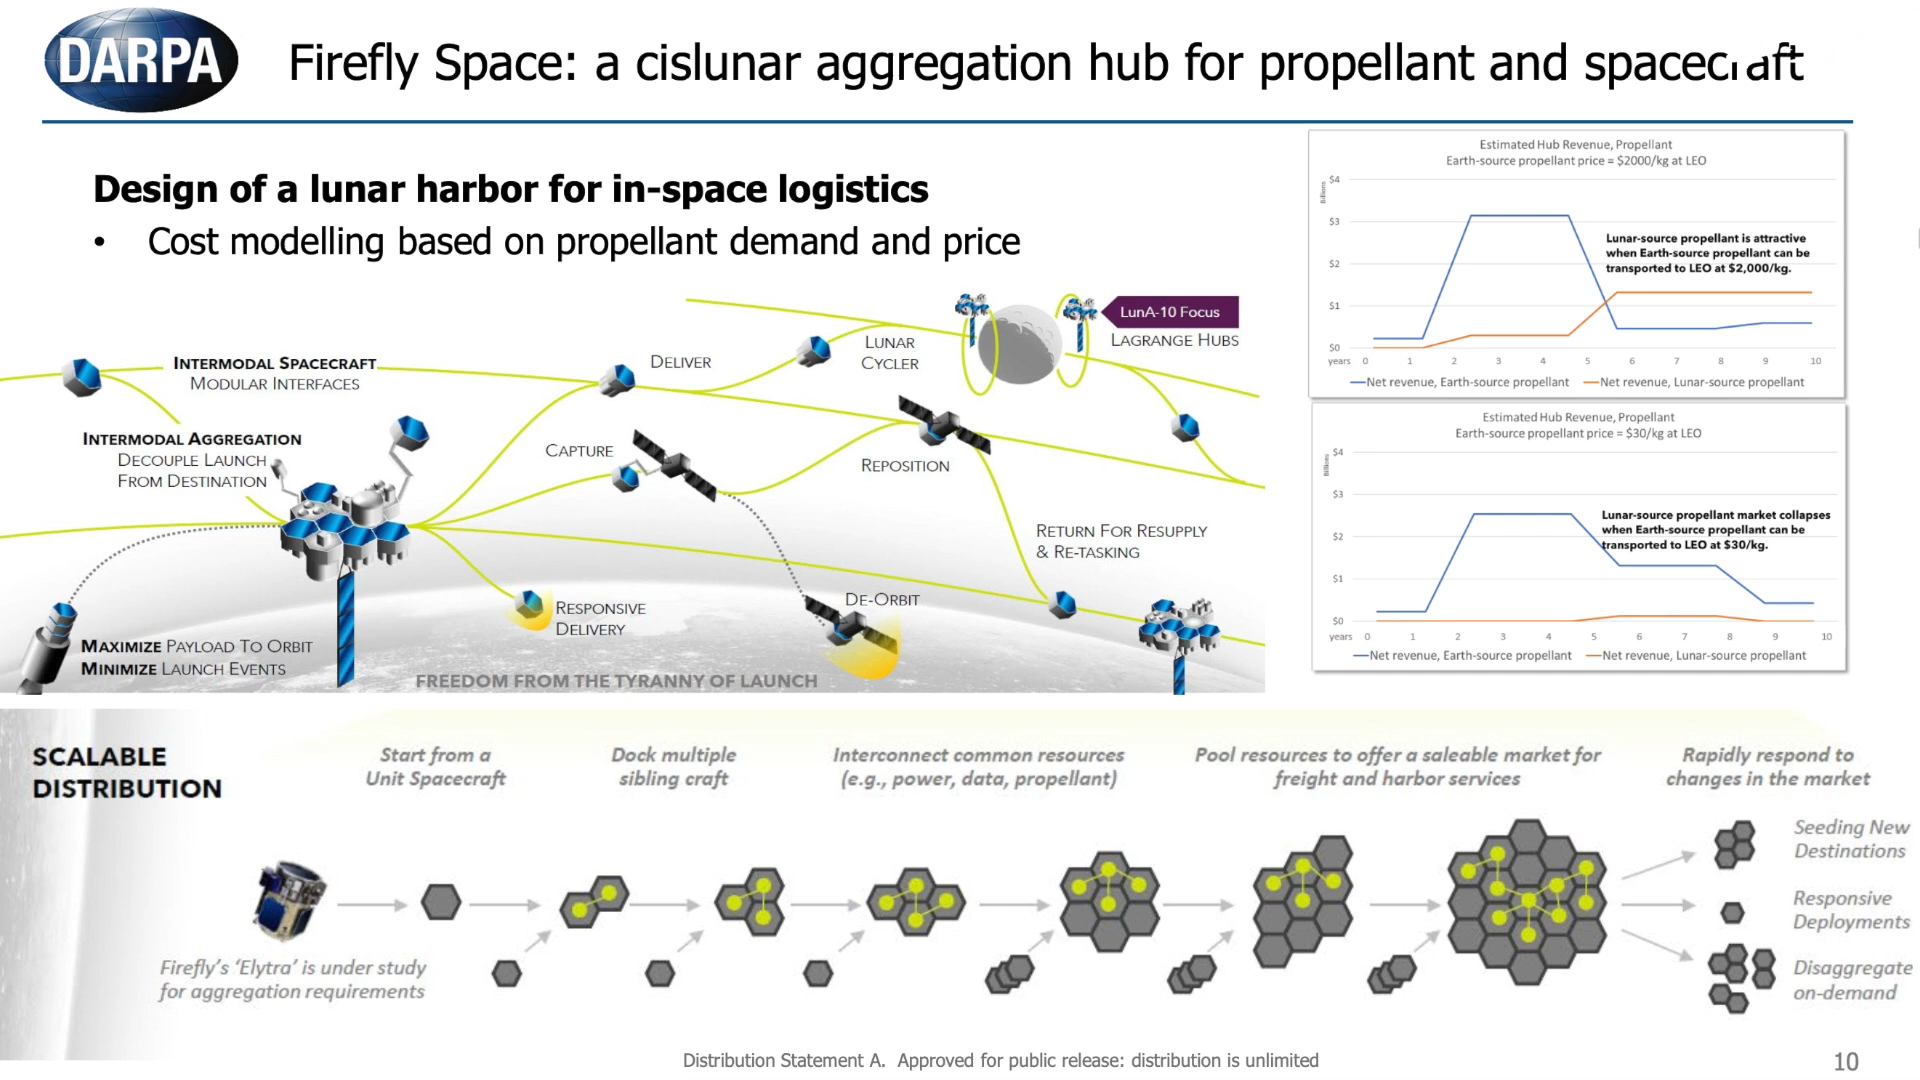 DARPA
Firefly Space: a cislunar aggregation hub for propellant and spacecraft
Design of a lunar harbor for in-space logistics
• Cost modelling based on propellant demand and price
INTERMODAL SPACECRAFT
MODULAR INTERFACES
INTERMODAL AGGREGATION
DECOUPLE LAUNCH
FROM DESTINATION
MAXIMIZE PAYLOAD TO ORBIT
MINIMIZE LAUNCH EVENTS
DELIVER
CAPTURE
RESPONSIVE
DELIVERY
LUNAR
CYCLER
REPOSITION
DE-ORBIT
LunA-10 Focus
LAGRANGE HUBS
RETURN FOR RESUPPLY
& RE-TASKING
FREEDOM FROM THE TYRANNY OF LAUNCH
Estimated Hub Revenue, Propellant
Earth-source propellant price = $2000/kg at LEO
Billions
$4
$3
$2
$1
$0
Lunar-source propellant is attractive
when Earth-source propellant can be
transported to LEO at $2,000/kg.
years 0 1 2 3 4 5 6 7 8 9 10
Net revenue, Earth-source propellant Net revenue, Lunar-source propellant
Estimated Hub Revenue, Propellant
Earth-source propellant price = $30/kg at LEO
Billions
$4
$3
$2
$1
$0
Lunar-source propellant market collapses
when Earth-source propellant can be
transported to LEO at $30/kg.
years 0 1 2 3 4 5 6 7 8 9 10
Net revenue, Earth-source propellant Net revenue, Lunar-source propellant
SCALABLE
DISTRIBUTION
Start from a
Unit Spacecraft
Dock multiple
sibling craft
Interconnect common resources
(e.g., power, data, propellant)
Pool resources to offer a saleable market for
freight and harbor services
Rapidly respond to
changes in the market
Seeding New
Destinations
Responsive
Deployments
Disaggregate
on-demand
Firefly's 'Elytra' is under study
for aggregation requirements
Distribution Statement A. Approved for public release: distribution is unlimited
10